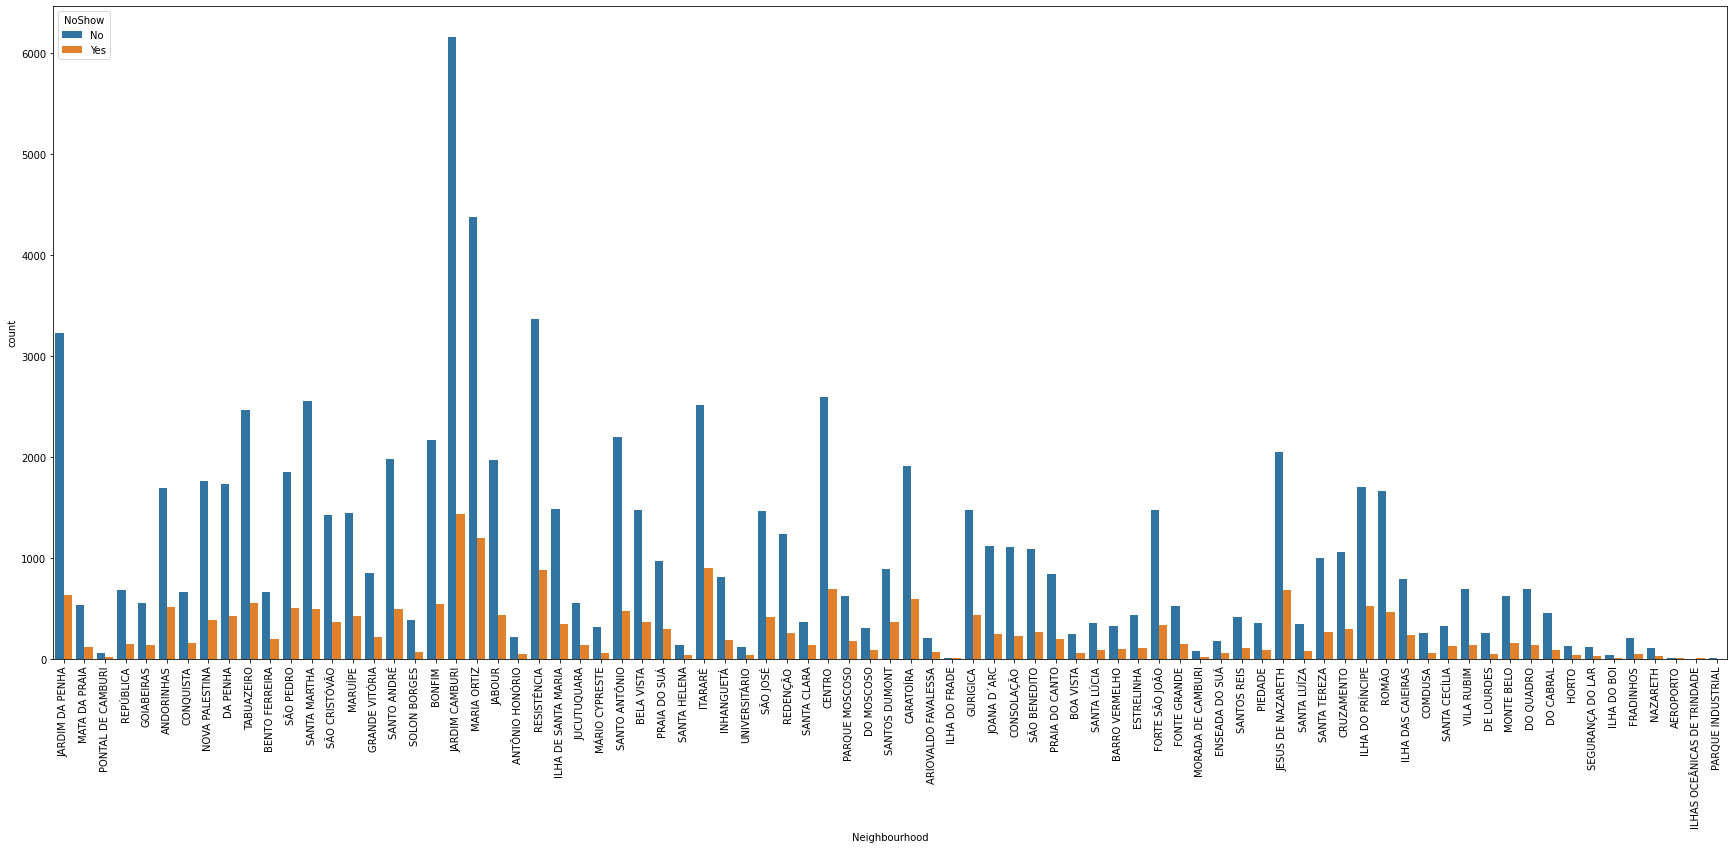 NoShow
No
Yes
6000
5000
4000
3000
2000
1000
0
count
JARDIM DA PENHA
MATA DA PRAIA
PONTAL DE CAMBURI
REPÚBLICA
GOIABEIRAS
ANDORINHAS
CONQUISTA
NOVA PALESTINA
DA PENHA
TABUAZEIRO
BENTO FERREIRA
SÃO PEDRO
SANTA MARTHA
SÃO CRISTÓVÃO
MARUÍPE
GRANDE VITÓRIA
SANTO ANDRÉ
SOLON BORGES
BONFIM
JARDIM CAMBURI
MARIA ORTIZ
JABOUR
ANTÔNIO HONÓRIO
RESISTÊNCIA
ILHA DE SANTA MARIA
JUCUTUQUARA
MÁRIO CYPRESTE
SANTO ANTÔNIO
BELA VISTA
PRAIA DO SUÁ
SANTA HELENA
ITARARÉ
INHANGUETÁ
UNIVERSITÁRIO
SÃO JOSÉ
REDENÇÃO
SANTA CLARA
CENTRO
PARQUE MOSCOSO
DO MOSCOSO
SANTOS DUMONT
CARATOÍRA
ARIOVALDO FAVALESSA
ILHA DO FRADE
GURIGICA
JOANA D´ARC
CONSOLAÇÃO
SÃO BENEDITO
PRAIA DO CANTO
BOA VISTA
SANTA LÚCIA
BARRO VERMELHO
ESTRELINHA
FORTE SÃO JOÃO
FONTE GRANDE
MORADA DE CAMBURI
ENSEADA DO SUÁ
SANTOS REIS
PIEDADE
JESUS DE NAZARETH
SANTA LUÍZA
SANTA TEREZA
CRUZAMENTO
ILHA DO PRÍNCIPE
ROMÃO
ILHA DAS CAIEIRAS
COMDUSA
SANTA CECÍLIA
VILA RUBIM
DE LOURDES
MONTE BELO
DO QUADRO
DO CABRAL
HORTO
SEGURANÇA DO LAR
ILHA DO BOI
FRADINHOS
NAZARETH
AEROPORTO
ILHAS OCEÂNICAS DE TRINDADE
PARQUE INDUSTRIAL
Neighbourhood